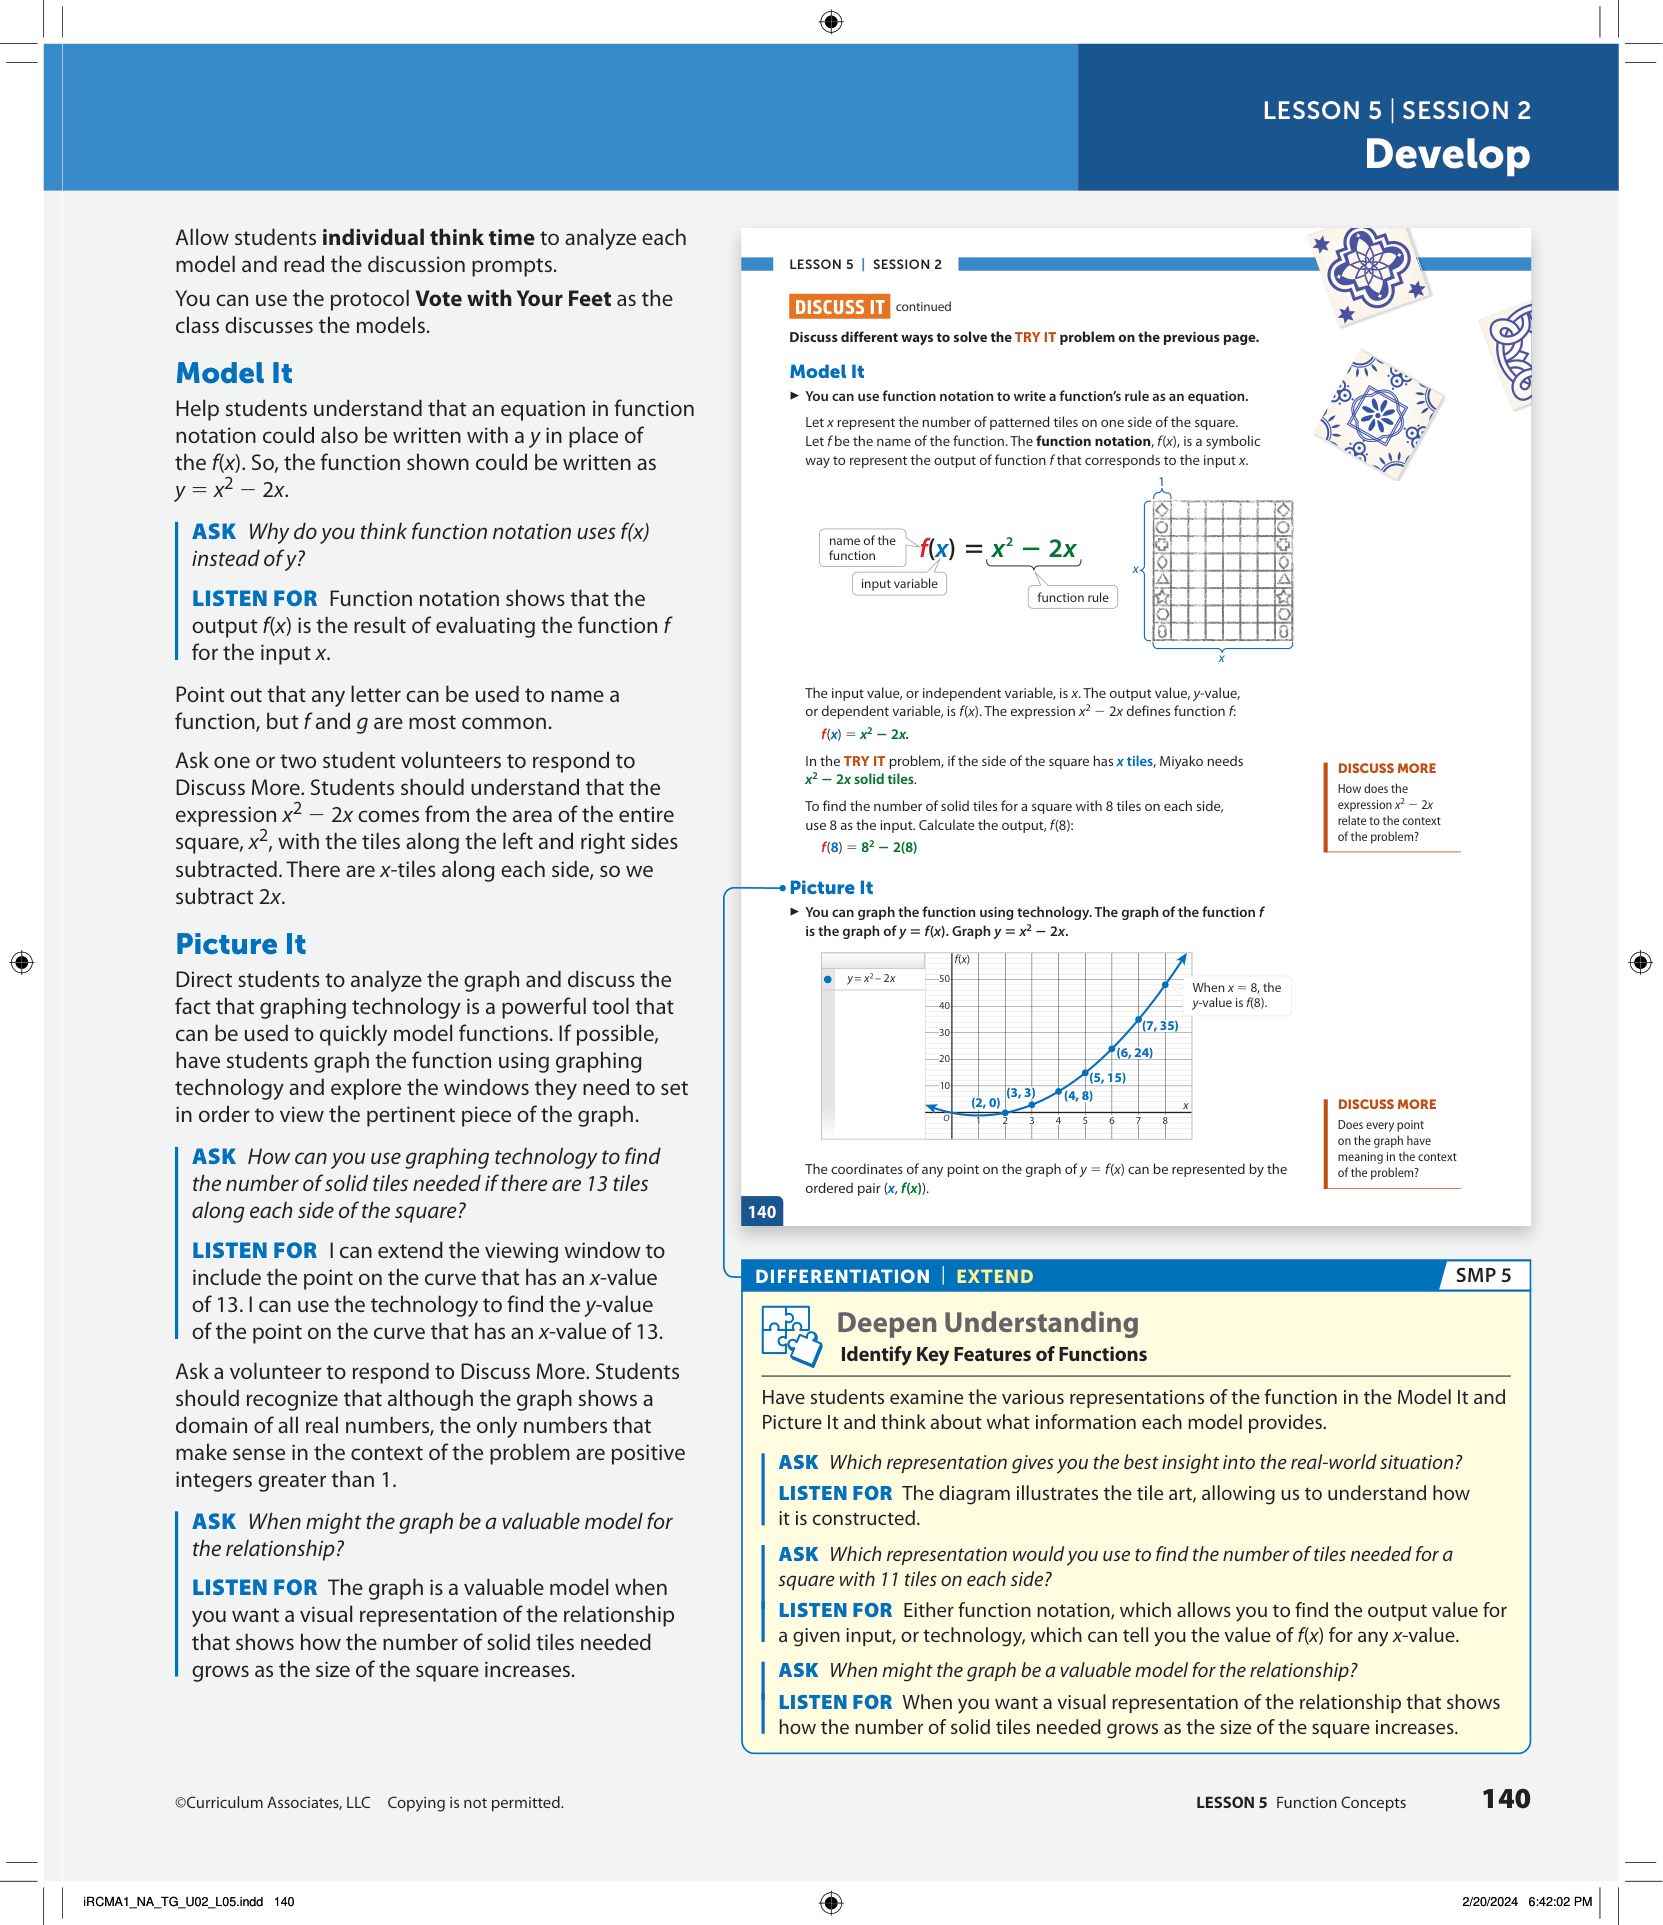 LESSON 5 | SESSION 2
Develop
Allow students individual think time to analyze each
model and read the discussion prompts.
You can use the protocol Vote with Your Feet as the
class discusses the models.
Model It
Help students understand that an equation in function
notation could also be written with a y in place of
the f(x). So, the function shown could be written as
y = x² − 2x.
ASK Why do you think function notation uses f(x)
instead of y?
LISTEN FOR Function notation shows that the
output f(x) is the result of evaluating the function f
for the input x.
Point out that any letter can be used to name a
function, but f and g are most common.
Ask one or two student volunteers to respond to
Discuss More. Students should understand that the
expression x² − 2x comes from the area of the entire
square, x², with the tiles along the left and right sides
subtracted. There are x-tiles along each side, so we
subtract 2x.
Picture It
Direct students to analyze the graph and discuss the
fact that graphing technology is a powerful tool that
can be used to quickly model functions. If possible,
have students graph the function using graphing
technology and explore the windows they need to set
in order to view the pertinent piece of the graph.
ASK How can you use graphing technology to find
the number of solid tiles needed if there are 13 tiles
along each side of the square?
LISTEN FOR I can extend the viewing window to
include the point on the curve that has an x-value
of 13. I can use the technology to find the y-value
of the point on the curve that has an x-value of 13.
Ask a volunteer to respond to Discuss More. Students
should recognize that although the graph shows a
domain of all real numbers, the only numbers that
make sense in the context of the problem are positive
integers greater than 1.
ASK When might the graph be a valuable model for
the relationship?
LISTEN FOR The graph is a valuable model when
you want a visual representation of the relationship
that shows how the number of solid tiles needed
grows as the size of the square increases.
LESSON 5 | SESSION 2
DISCUSS IT continued
Discuss different ways to solve the TRY IT problem on the previous page.
Model It
▶ You can use function notation to write a function's rule as an equation.
Let x represent the number of patterned tiles on one side of the square.
Let f be the name of the function. The function notation, f(x), is a symbolic
way to represent the output of function f that corresponds to the input x.
name of the
function
f(x) = x² − 2x
input variable
function rule
1
x
x
The input value, or independent variable, is x. The output value, y-value,
or dependent variable, is f(x). The expression x² − 2x defines function f:
f(x) = x² − 2x.
In the TRY IT problem, if the side of the square has x tiles, Miyako needs
x² − 2x solid tiles.
To find the number of solid tiles for a square with 8 tiles on each side,
use 8 as the input. Calculate the output, f(8):
f(8) = 8² − 2(8)
DISCUSS MORE
How does the
expression x² − 2x
relate to the context
of the problem?
Picture It
▶ You can graph the function using technology. The graph of the function f
is the graph of y = f(x). Graph y = x² − 2x.
y = x² – 2x
f(x)
50
40
30
20
10
O
1 2 3 4 5 6 7 8
x
(2, 0)
(3, 3)
(4, 8)
(5, 15)
(6, 24)
(7, 35)
When x = 8, the
y-value is f(8).
The coordinates of any point on the graph of y = f(x) can be represented by the
ordered pair (x, f(x)).
DISCUSS MORE
Does every point
on the graph have
meaning in the context
of the problem?
140
DIFFERENTIATION | EXTEND
SMP 5
Deepen Understanding
Identify Key Features of Functions
Have students examine the various representations of the function in the Model It and
Picture It and think about what information each model provides.
ASK Which representation gives you the best insight into the real-world situation?
LISTEN FOR The diagram illustrates the tile art, allowing us to understand how
it is constructed.
ASK Which representation would you use to find the number of tiles needed for a
square with 11 tiles on each side?
LISTEN FOR Either function notation, which allows you to find the output value for
a given input, or technology, which can tell you the value of f(x) for any x-value.
ASK When might the graph be a valuable model for the relationship?
LISTEN FOR When you want a visual representation of the relationship that shows
how the number of solid tiles needed grows as the size of the square increases.
©Curriculum Associates, LLC Copying is not permitted.
LESSON 5 Function Concepts
140
iRCMA1_NA_TG_U02_L05.indd 140
2/20/2024 6:42:02 PM